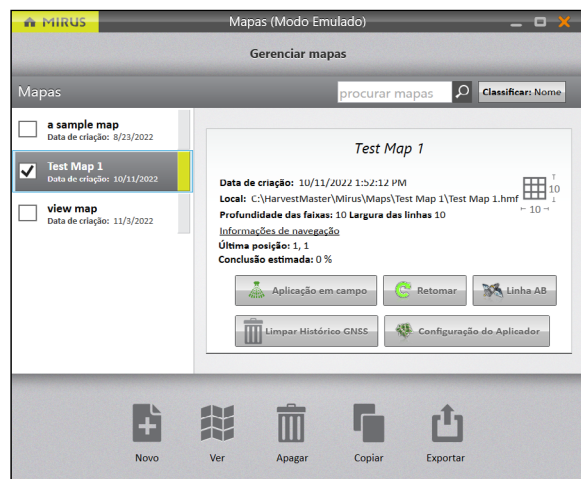 MIRUS
Mapas (Modo Emulado)
Gerenciar mapas
Mapas
procurar mapas
Classificar: Nome
a sample map
Data de criação: 8/23/2022
Test Map 1
Data de criação: 10/11/2022
view map
Data de criação: 11/3/2022
Test Map 1
Data de criação: 10/11/2022 1:52:12 PM
Local: C:\HarvestMaster\Mirus\Maps\Test Map 1\Test Map 1.hmf
10
10
Profundidade das faixas: 10 Largura das linhas 10
Informações de navegação
Última posição: 1, 1
Conclusão estimada: 0 %
Aplicação em campo
Retomar
Linha AB
Limpar Histórico GNSS
Configuração do Aplicador
Novo
Ver
Apagar
Copiar
Exportar